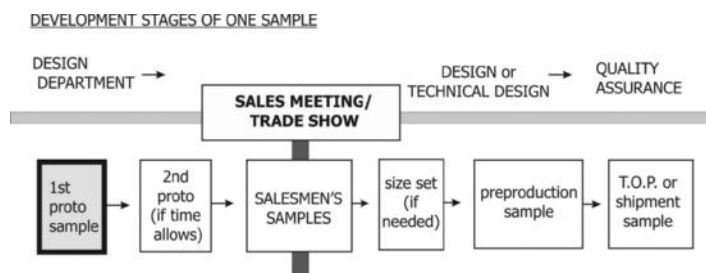 DEVELOPMENT STAGES OF ONE SAMPLE
DESIGN
DEPARTMENT
SALES MEETING/
TRADE SHOW
DESIGN or
TECHNICAL DESIGN
QUALITY
ASSURANCE
1st
proto
sample
2nd
proto
(if time
allows)
SALESMEN'S
SAMPLES
size set
(if
needed)
preproduction
sample
T.O.P. or
shipment
sample